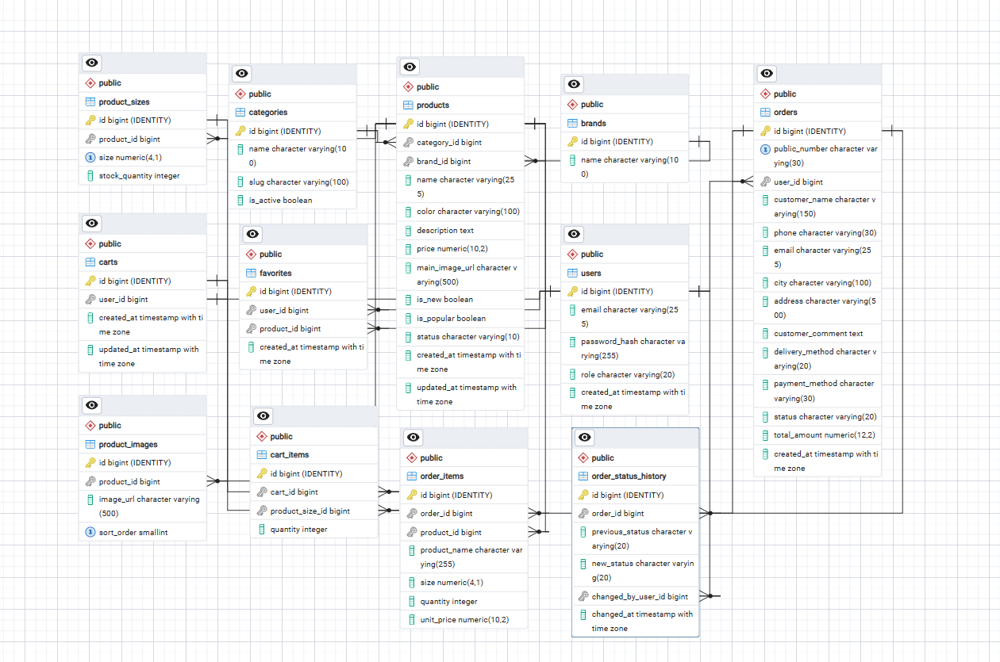 public
product_sizes
id bigint (IDENTITY)
product_id bigint
size numeric(4,1)
stock_quantity integer
public
categories
id bigint (IDENTITY)
name character varying(10
0)
slug character varying(100)
is_active boolean
public
products
id bigint (IDENTITY)
category_id bigint
brand_id bigint
name character varying(25
5)
color character varying(100)
description text
price numeric(10,2)
main_image_url character v
arying(500)
is_new boolean
is_popular boolean
status character varying(10)
created_at timestamp with ti
me zone
updated_at timestamp with
time zone
public
brands
id bigint (IDENTITY)
name character varying(10
0)
public
orders
id bigint (IDENTITY)
public_number character var
ying(30)
user_id bigint
customer_name character v
arying(150)
phone character varying(30)
email character varying(25
5)
city character varying(100)
address character varying(5
00)
customer_comment text
delivery_method character v
arying(20)
payment_method character
varying(30)
status character varying(20)
total_amount numeric(12,2)
created_at timestamp with ti
me zone
public
carts
id bigint (IDENTITY)
user_id bigint
created_at timestamp with ti
me zone
updated_at timestamp with
time zone
public
favorites
id bigint (IDENTITY)
user_id bigint
product_id bigint
created_at timestamp with ti
me zone
public
users
id bigint (IDENTITY)
email character varying(25
5)
password_hash character va
rying(255)
role character varying(20)
created_at timestamp with ti
me zone
public
product_images
id bigint (IDENTITY)
product_id bigint
image_url character varying
(500)
sort_order smallint
public
cart_items
id bigint (IDENTITY)
cart_id bigint
product_size_id bigint
quantity integer
public
order_items
id bigint (IDENTITY)
order_id bigint
product_id bigint
product_name character var
ying(255)
size numeric(4,1)
quantity integer
unit_price numeric(10,2)
public
order_status_history
id bigint (IDENTITY)
order_id bigint
previous_status character v
arying(20)
new_status character varyin
g(20)
changed_by_user_id bigint
changed_at timestamp with
time zone